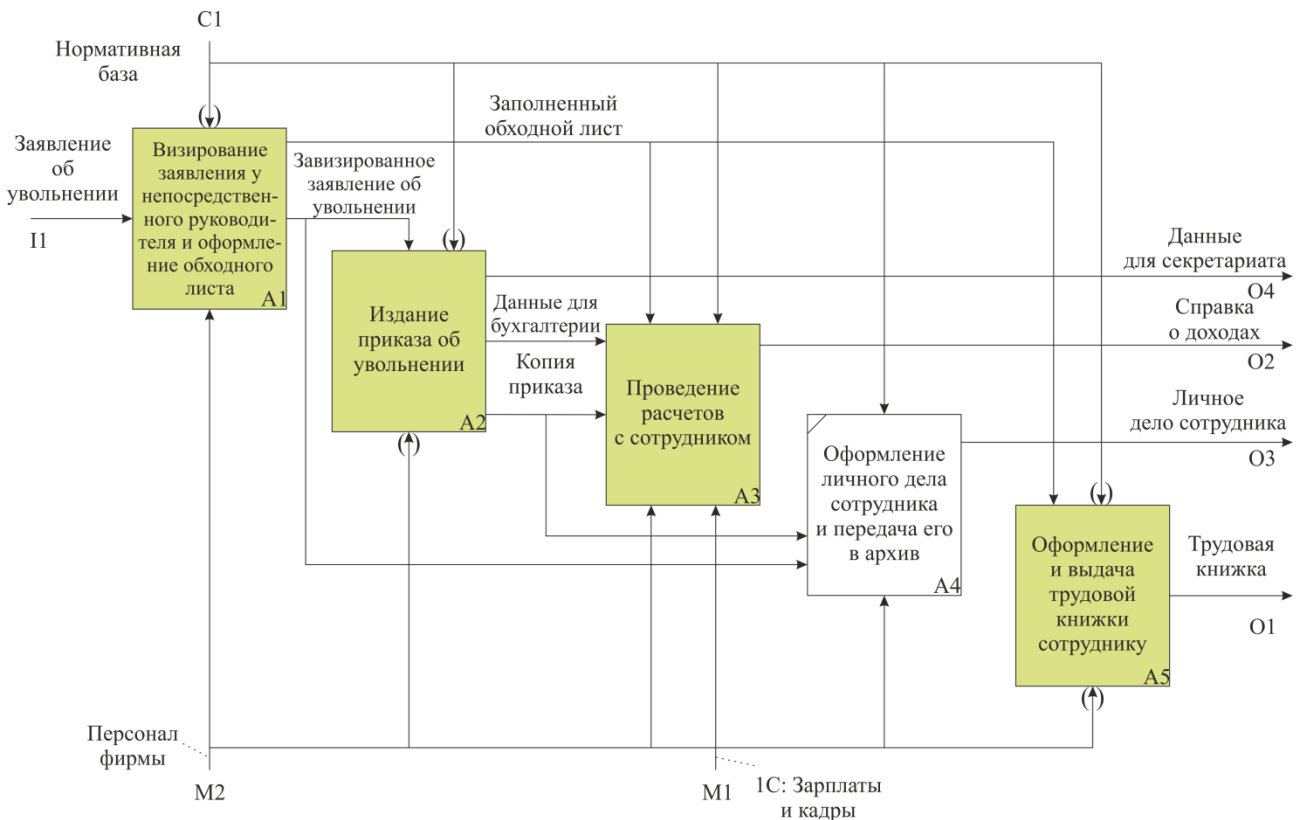 C1
Нормативная
база
Заявление
об
увольнении
I1
Визирование
заявления у
непосредствен-
ного руководи-
теля и оформле-
ние обходного
листа
A1
Заполненный
обходной лист
Завизированное
заявление об
увольнении
Издание
приказа об
увольнении
A2
Данные для
бухгалтерии
Копия
приказа
Проведение
расчетов
с сотрудником
A3
Оформление
личного дела
сотрудника
и передача его
в архив
A4
Оформление
и выдача
трудовой
книжки
сотруднику
A5
Данные
для секретариата
O4
Справка
о доходах
O2
Личное
дело сотрудника
O3
Трудовая
книжка
O1
Персонал
фирмы
M2
M1
1С: Зарплаты
и кадры